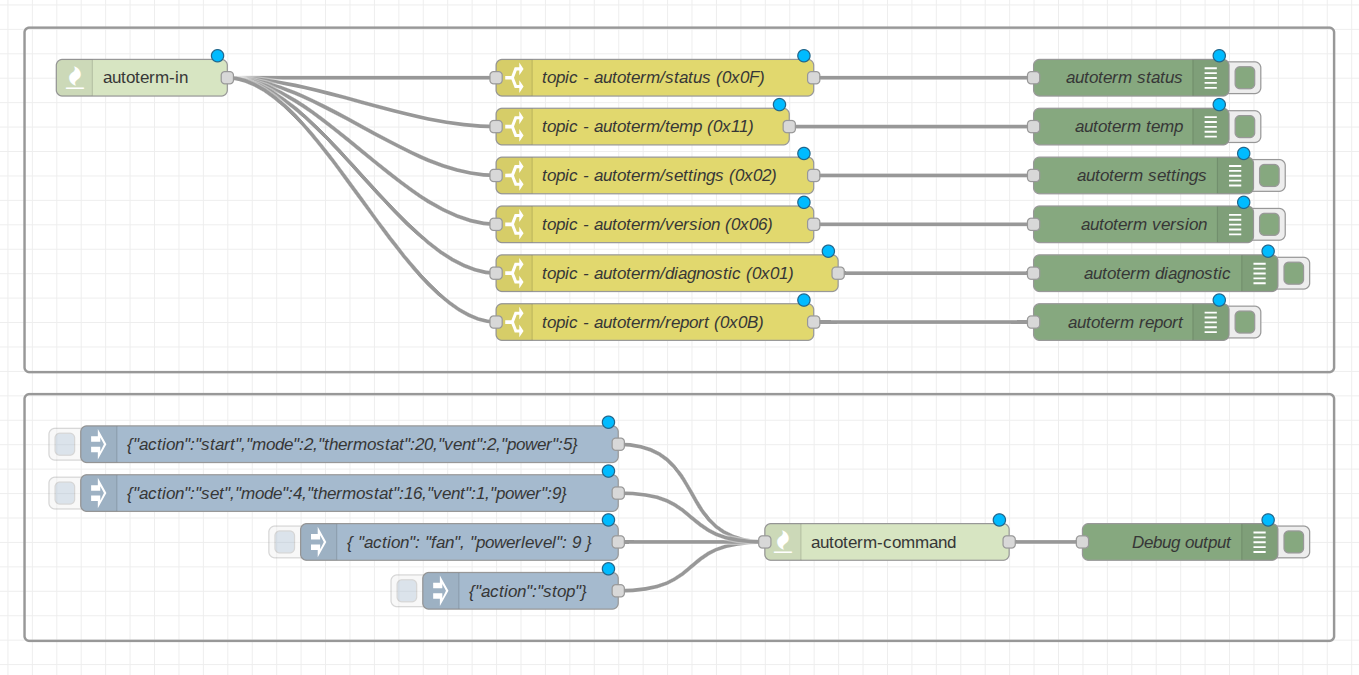 autoterm-in
topic - autoterm/status (0x0F)
autoterm status
topic - autoterm/temp (0x11)
autoterm temp
topic - autoterm/settings (0x02)
autoterm settings
topic - autoterm/version (0x06)
autoterm version
topic - autoterm/diagnostic (0x01)
autoterm diagnostic
topic - autoterm/report (0x0B)
autoterm report
{"action":"start","mode":2,"thermostat":20,"vent":2,"power":5}
{"action":"set","mode":4,"thermostat":16,"vent":1,"power":9}
{ "action": "fan", "powerlevel": 9 }
autoterm-command
Debug output
{"action":"stop"}